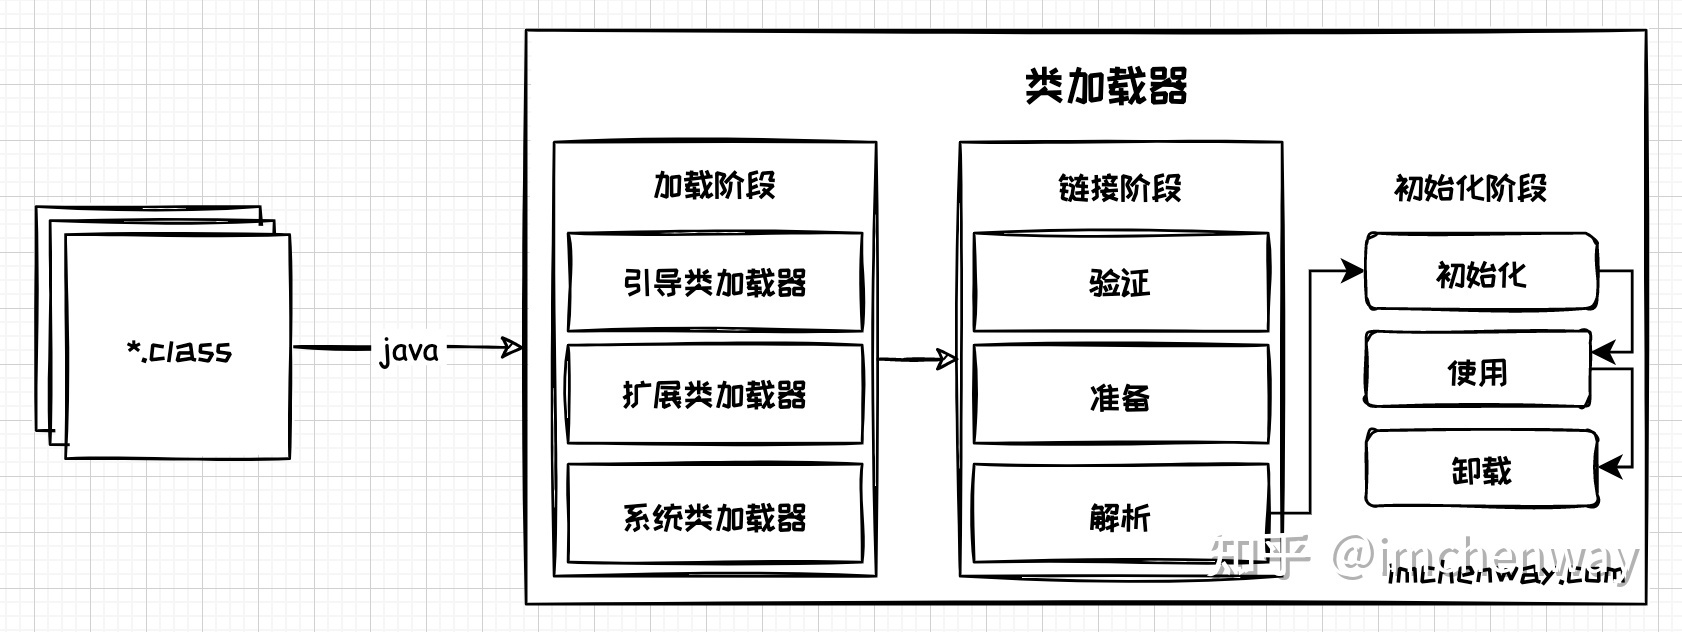 类加载器
加载阶段
链接阶段
初始化阶段
引导类加载器
验证
初始化
*.class
java
扩展类加载器
准备
使用
系统类加载器
解析
卸载
知乎 @imchenway
imchenway.com